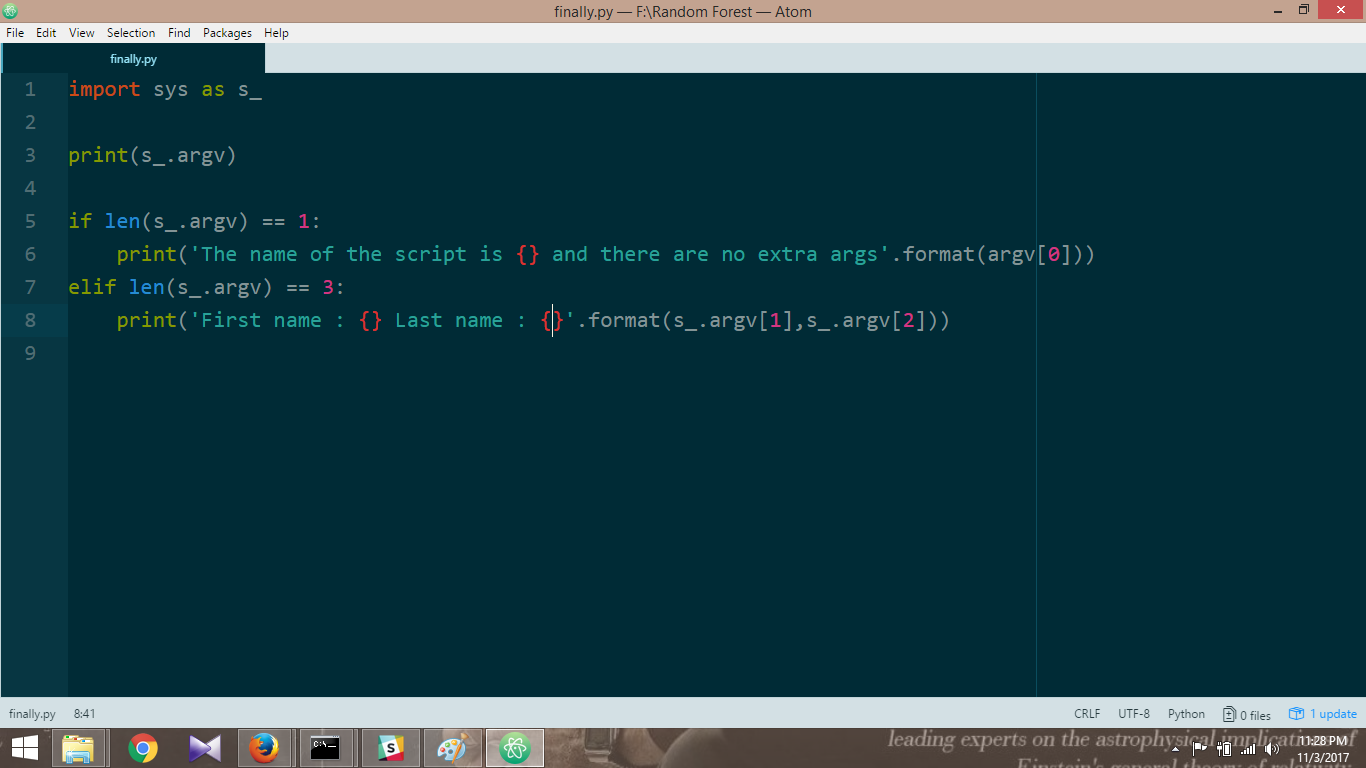 finally.py — F:\Random Forest — Atom
File Edit View Selection Find Packages Help
finally.py
1 import sys as s_
2
3 print(s_.argv)
4
5 if len(s_.argv) == 1:
6     print('The name of the script is {} and there are no extra args'.format(argv[0]))
7 elif len(s_.argv) == 3:
8     print('First name : {} Last name : {}'.format(s_.argv[1],s_.argv[2]))
9
finally.py 8:41 CRLF UTF-8 Python 0 files 1 update
leading experts on the astrophysical implications of
Einstein's general theory of relativity
11:28 PM
11/3/2017